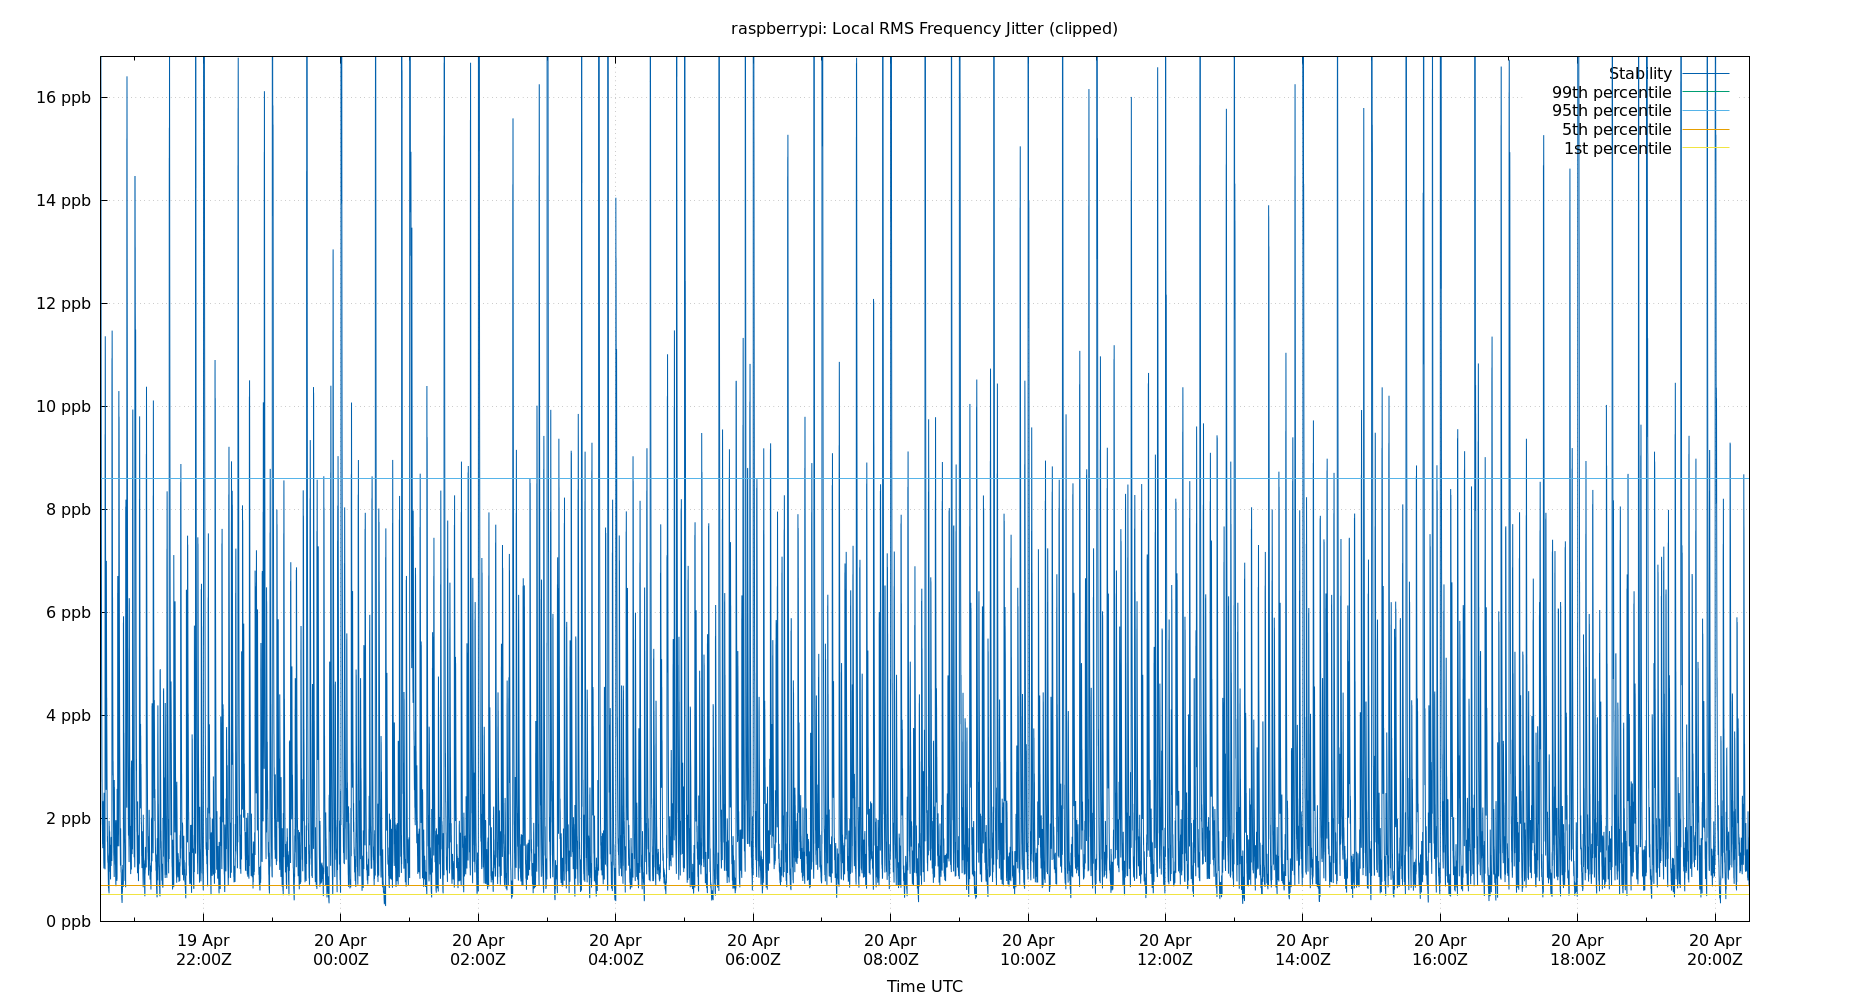 raspberrypi: Local RMS Frequency Jitter (clipped)
Stability
99th percentile
95th percentile
5th percentile
1st percentile
16 ppb
14 ppb
12 ppb
10 ppb
8 ppb
6 ppb
4 ppb
2 ppb
0 ppb
19 Apr 20 Apr 20 Apr 20 Apr 20 Apr 20 Apr 20 Apr 20 Apr 20 Apr 20 Apr 20 Apr 20 Apr
22:00Z 00:00Z 02:00Z 04:00Z 06:00Z 08:00Z 10:00Z 12:00Z 14:00Z 16:00Z 18:00Z 20:00Z
Time UTC